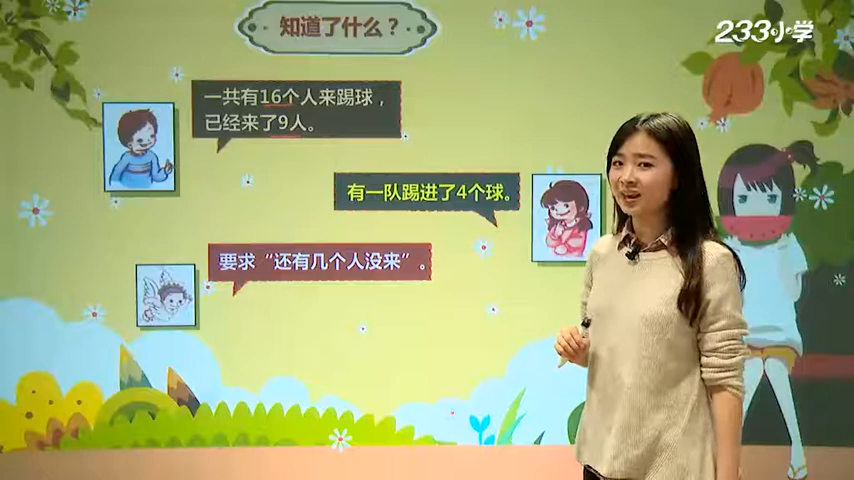 知道了什么？
233小学
一共有16个人来踢球，
已经来了9人。
有一队踢进了4个球。
要求“还有几个人没来”。